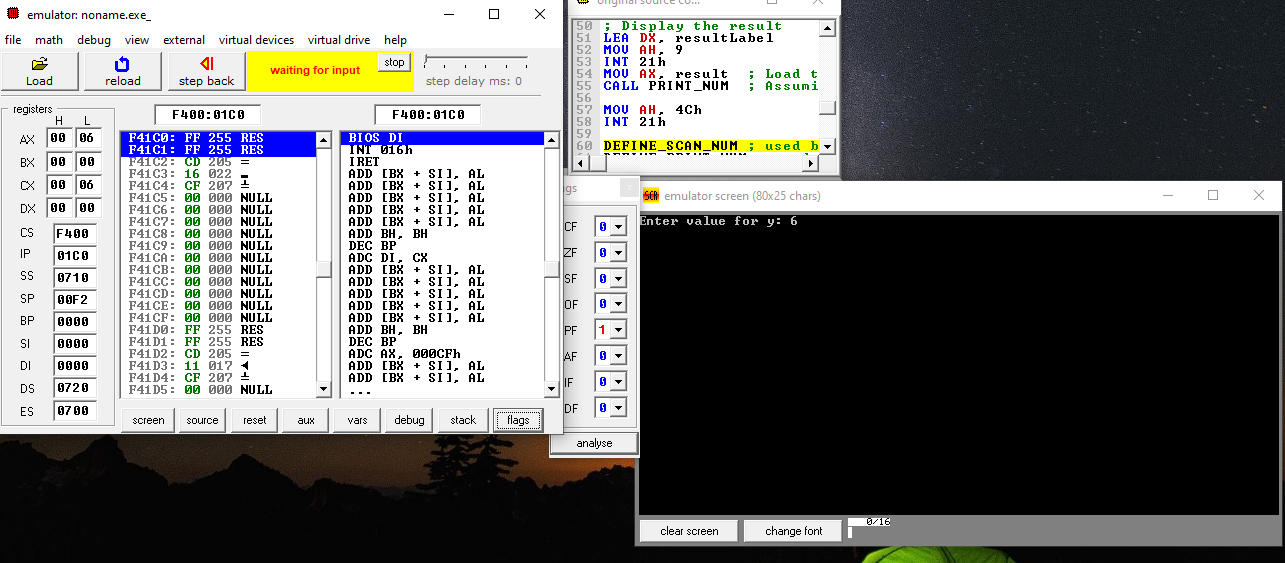 emulator: noname.exe_
file math debug view external virtual devices virtual drive help
Load reload step back waiting for input stop step delay ms: 0
registers
H L
AX 00 06
BX 00 00
CX 00 06
DX 00 00
CS F400
IP 01C0
SS 0710
SP 00F2
BP 0000
SI 0000
DI 0000
DS 0720
ES 0700
F400:01C0 F400:01C0
F41C0: FF 255 RES
F41C1: FF 255 RES
F41C2: CD 205 =
F41C3: 16 022 ▬
F41C4: CF 207 ╧
F41C5: 00 000 NULL
F41C6: 00 000 NULL
F41C7: 00 000 NULL
F41C8: 00 000 NULL
F41C9: 00 000 NULL
F41CA: 00 000 NULL
F41CB: 00 000 NULL
F41CC: 00 000 NULL
F41CD: 00 000 NULL
F41CE: 00 000 NULL
F41CF: 00 000 NULL
F41D0: FF 255 RES
F41D1: FF 255 RES
F41D2: CD 205 =
F41D3: 11 017 ◄
F41D4: CF 207 ╧
F41D5: 00 000 NULL
BIOS DI
INT 016h
IRET
ADD [BX + SI], AL
ADD [BX + SI], AL
ADD [BX + SI], AL
ADD [BX + SI], AL
ADD [BX + SI], AL
ADD BH, BH
DEC BP
ADC DI, CX
ADD [BX + SI], AL
ADD [BX + SI], AL
ADD [BX + SI], AL
ADD [BX + SI], AL
ADD [BX + SI], AL
ADD BH, BH
DEC BP
ADC AX, 000CFh
ADD [BX + SI], AL
ADD [BX + SI], AL
...
screen source reset aux vars debug stack flags
original source co...
50 ; Display the result
51 LEA DX, resultLabel
52 MOV AH, 9
53 INT 21h
54 MOV AX, result ; Load t
55 CALL PRINT_NUM ; Assumi
56
57 MOV AH, 4Ch
58 INT 21h
59
60 DEFINE_SCAN_NUM ; used b
ags
CF 0
ZF 0
SF 0
OF 0
PF 1
AF 0
IF 0
DF 0
analyse
SCR emulator screen (80x25 chars)
Enter value for y: 6
clear screen change font 0/16